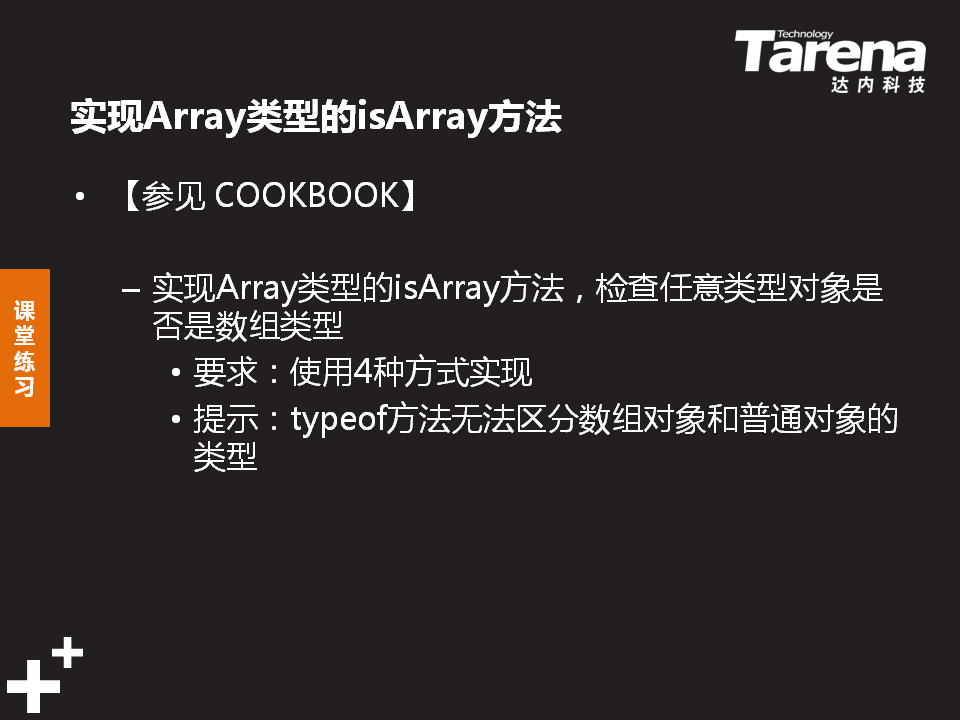 Technology
Tarena
达内科技
实现Array类型的isArray方法
• 【参见 COOKBOOK】
– 实现Array类型的isArray方法，检查任意类型对象是
否是数组类型
• 要求：使用4种方式实现
• 提示：typeof方法无法区分数组对象和普通对象的
类型
课
堂
练
习